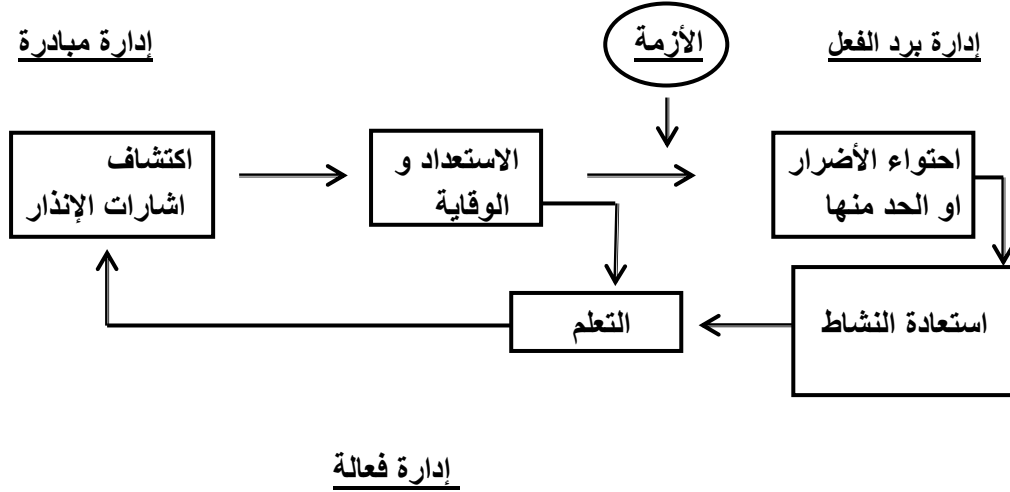 إدارة مبادرة
الأزمة
إدارة برد الفعل
اكتشاف
اشارات الإنذار
الاستعداد و
الوقاية
احتواء الأضرار
او الحد منها
استعادة النشاط
التعلم
إدارة فعالة